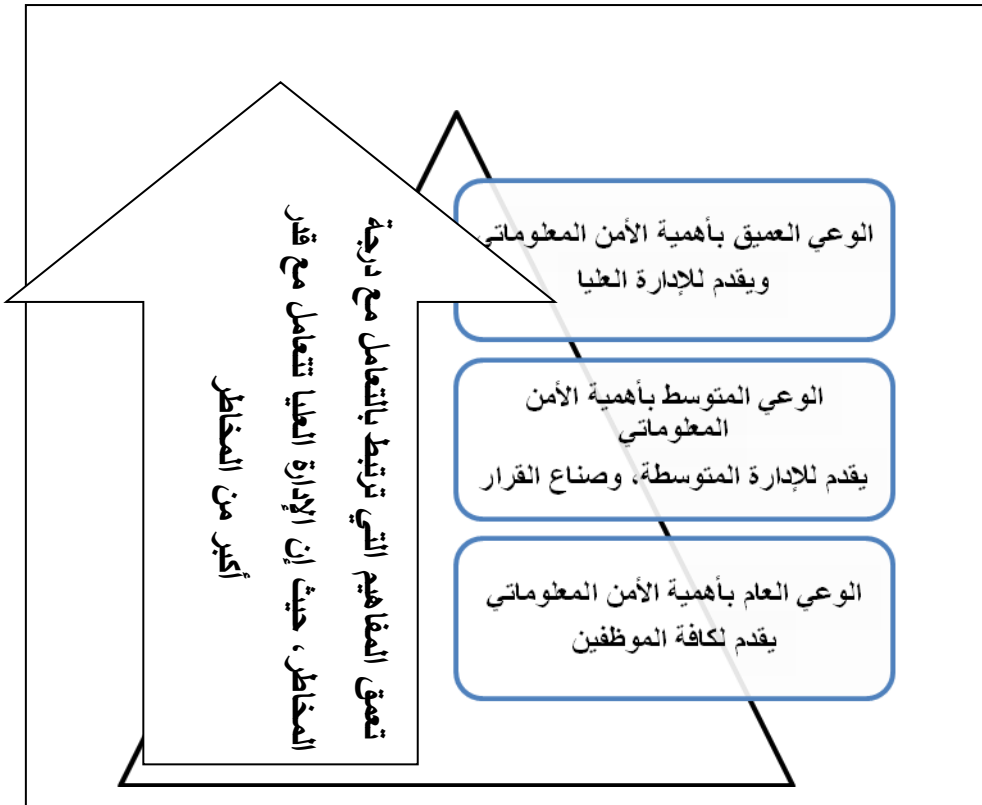 الوعي العميق بأهمية الأمن المعلوماتي
ويقدم للإدارة العليا
الوعي المتوسط بأهمية الأمن
المعلوماتي
يقدم للإدارة المتوسطة، وصناع القرار
الوعي العام بأهمية الأمن المعلوماتي
يقدم لكافة الموظفين
تعمق المفاهيم التي ترتبط بالتعامل مع درجة
المخاطر، حيث إن الإدارة العليا تتعامل مع قدر
أكبر من المخاطر